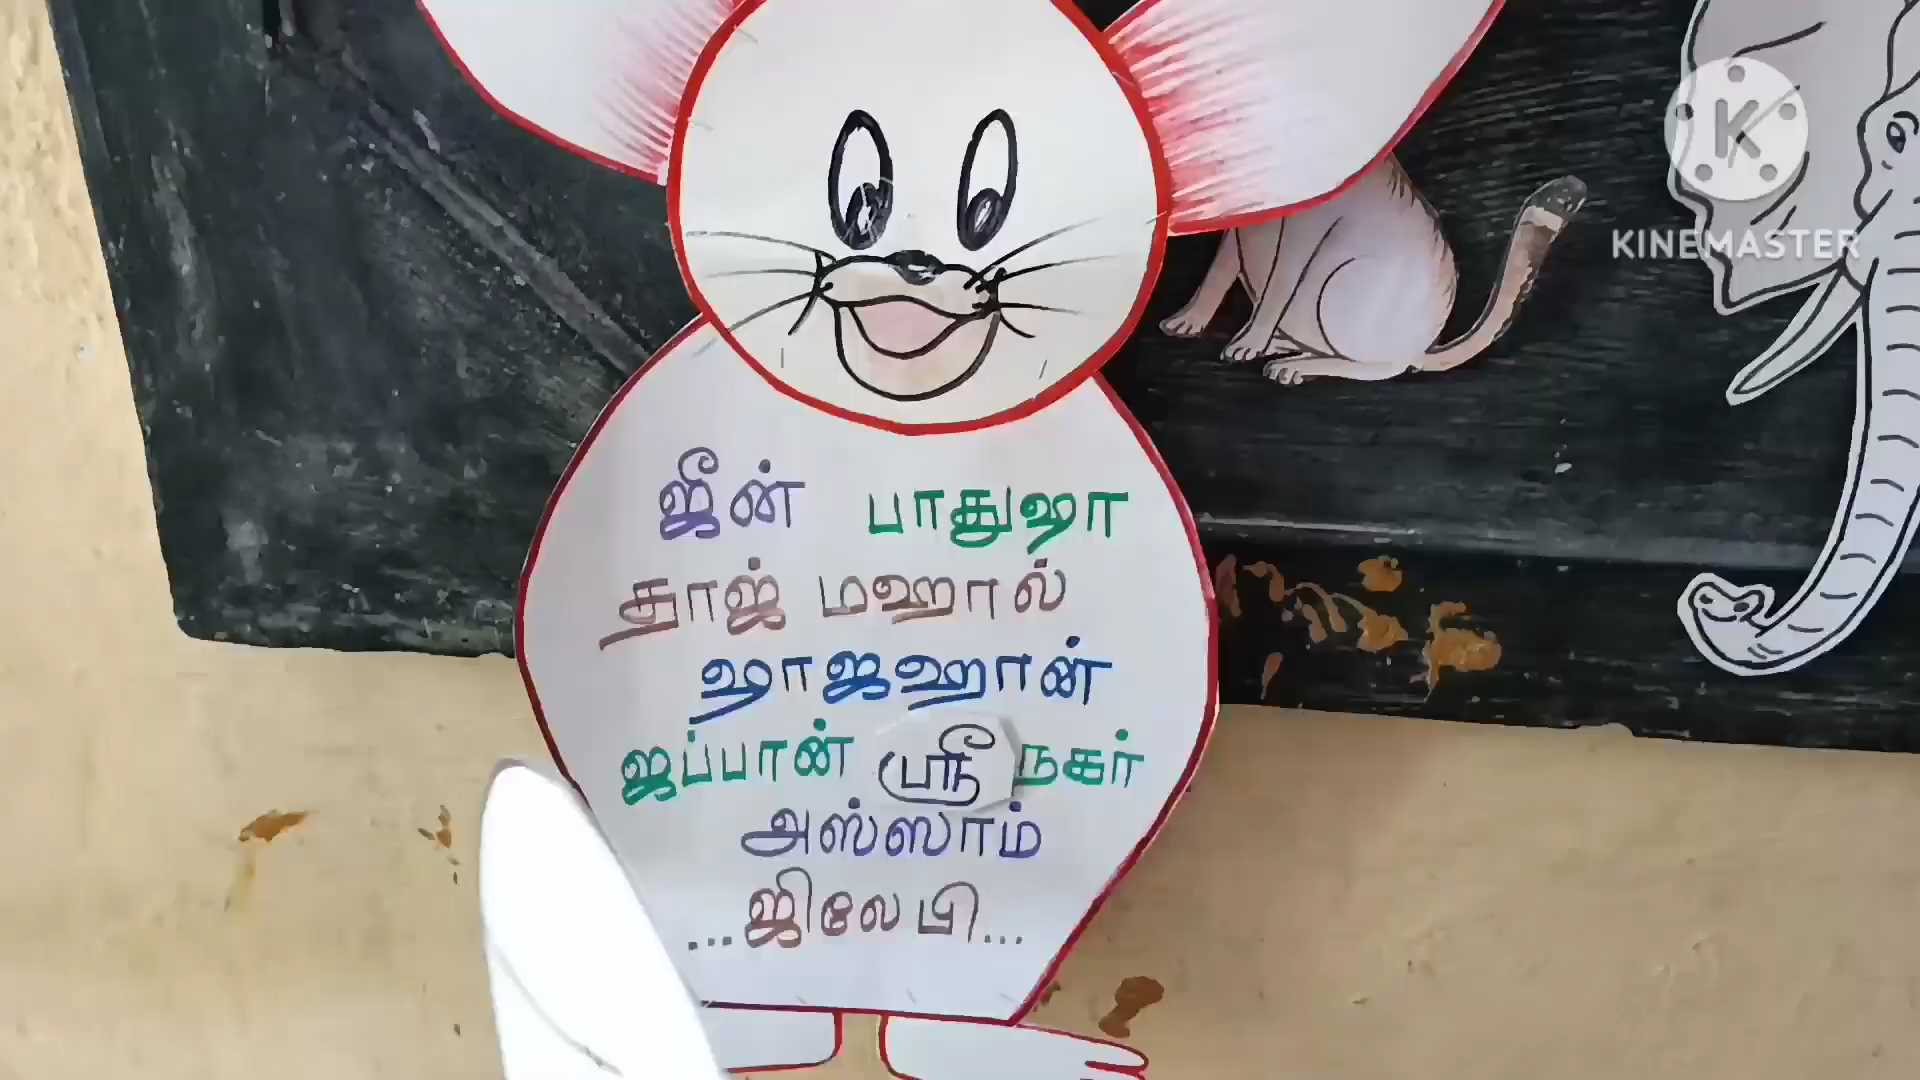 ஜீன் பாதுஷா
தாஜ் மஹால்
ஷாஜஹான்
ஜப்பான் ஸ்ரீ நகர்
அஸ்ஸாம்
...ஜிலேபி...
K
KINEMASTER